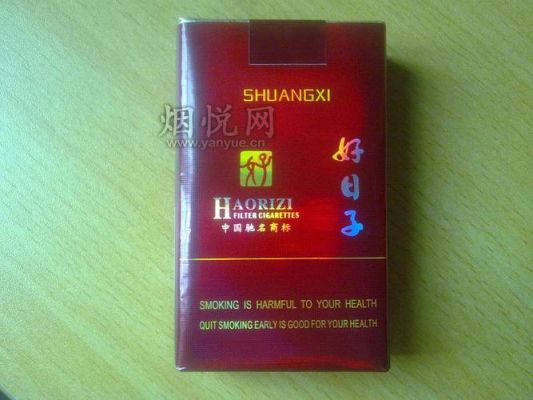 SHUANGXI
烟悦网
www.yanyue.cn
好日子
HAORIZI
FILTER CIGARETTES
中国驰名商标
SMOKING IS HARMFUL TO YOUR HEALTH
QUIT SMOKING EARLY IS GOOD FOR YOUR HEALTH